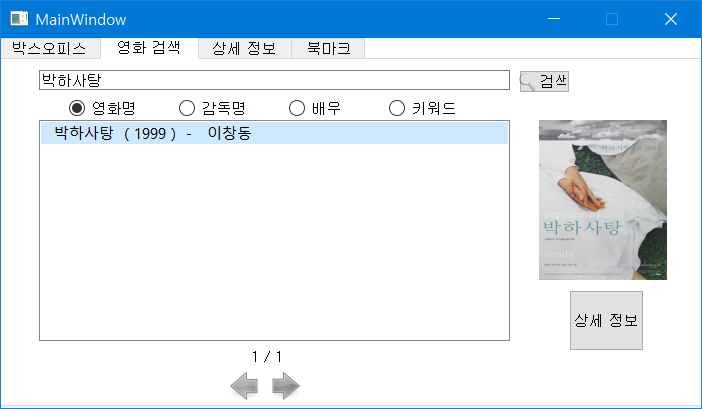 MainWindow
박스오피스 영화 검색 상세 정보 북마크
박하사탕 검색
영화명 감독명 배우 키워드
박하사탕 ( 1999 ) - 이창동
peppermint
박하사탕
candy
상세 정보
1 / 1